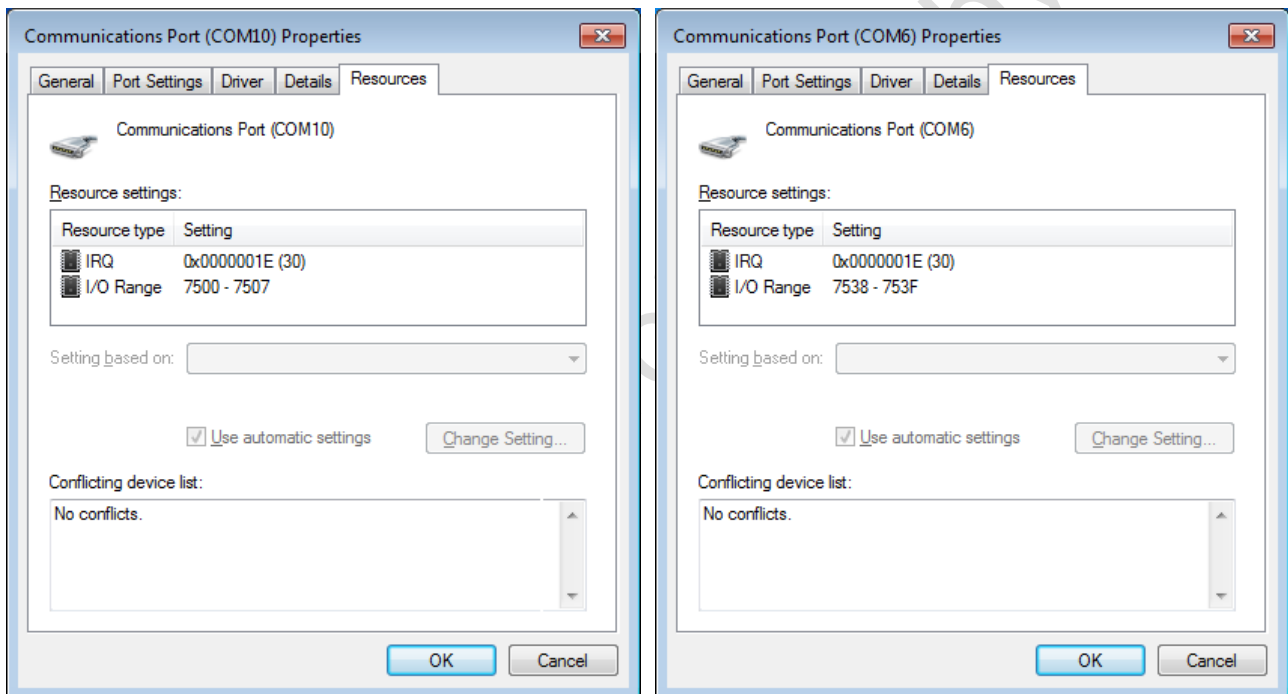 Communications Port (COM10) Properties
General Port Settings Driver Details Resources
Communications Port (COM10)
Resource settings:
Resource type Setting
IRQ 0x0000001E (30)
I/O Range 7500 - 7507
Setting based on:
Use automatic settings Change Setting...
Conflicting device list:
No conflicts.
OK Cancel
Communications Port (COM6) Properties
General Port Settings Driver Details Resources
Communications Port (COM6)
Resource settings:
Resource type Setting
IRQ 0x0000001E (30)
I/O Range 7538 - 753F
Setting based on:
Use automatic settings Change Setting...
Conflicting device list:
No conflicts.
OK Cancel